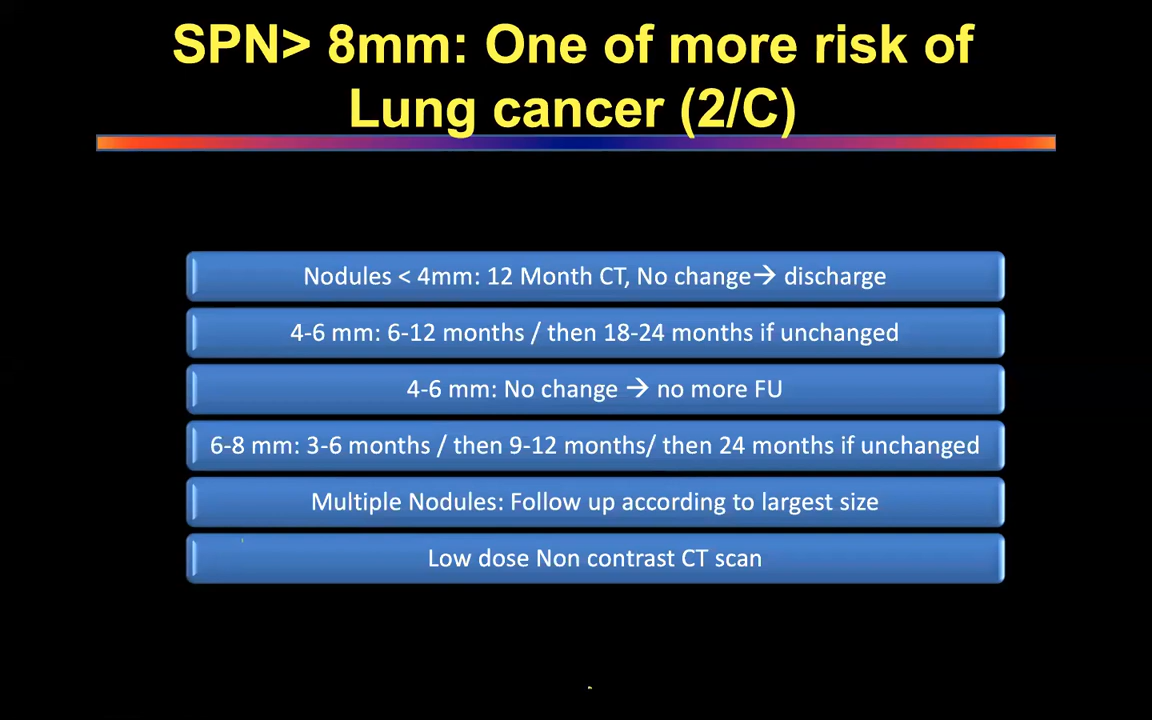 SPN> 8mm: One of more risk of
Lung cancer (2/C)
Nodules < 4mm: 12 Month CT, No change→ discharge
4-6 mm: 6-12 months / then 18-24 months if unchanged
4-6 mm: No change → no more FU
6-8 mm: 3-6 months / then 9-12 months/ then 24 months if unchanged
Multiple Nodules: Follow up according to largest size
Low dose Non contrast CT scan